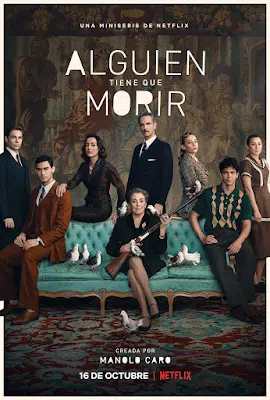 UNA MINISERIE DE NETFLIX
ALGUIEN
TIENE QUE
MORIR
CREADA POR
MANOLO CARO
16 DE OCTUBRE | NETFLIX